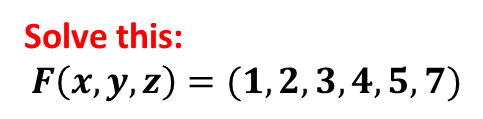 Solve this:
F(x, y, z) = (1, 2, 3, 4, 5, 7)